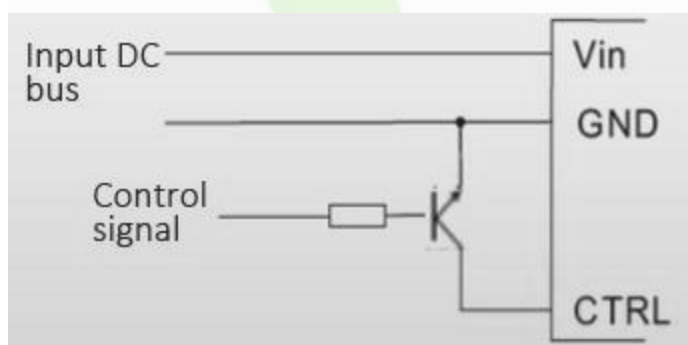 Input DC
bus
Vin
GND
Control
signal
CTRL